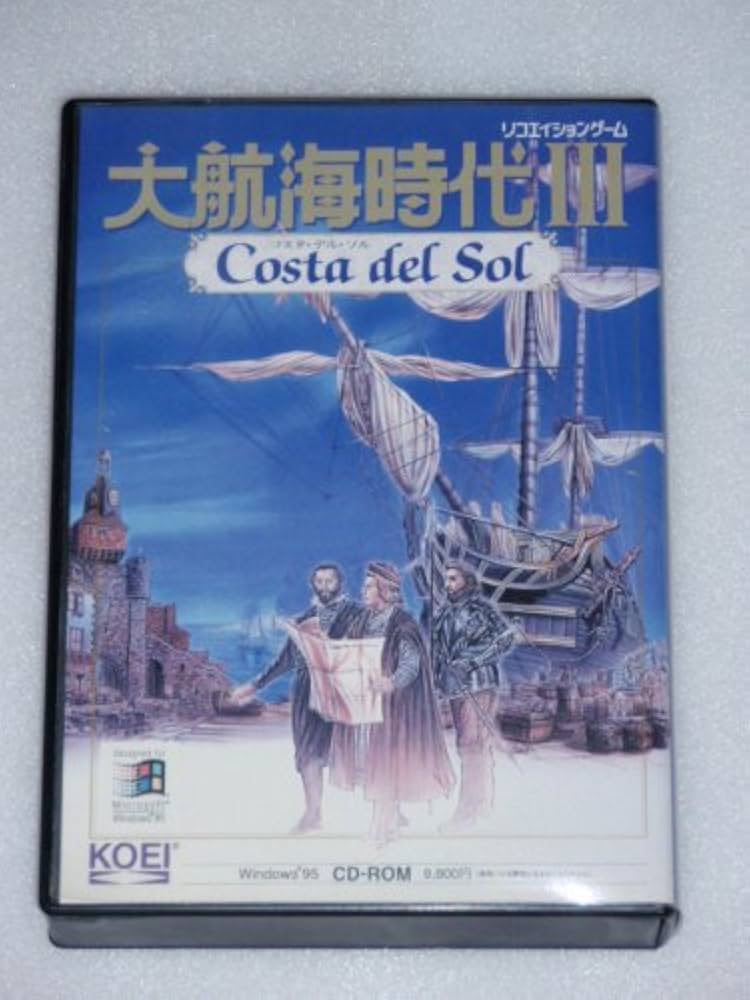 リコエイションゲーム
大航海時代III
コスタ・デル・ソル
Costa del Sol
Designed for
Microsoft
Windows 95
KOEI
Windows 95 CD-ROM 9,800円